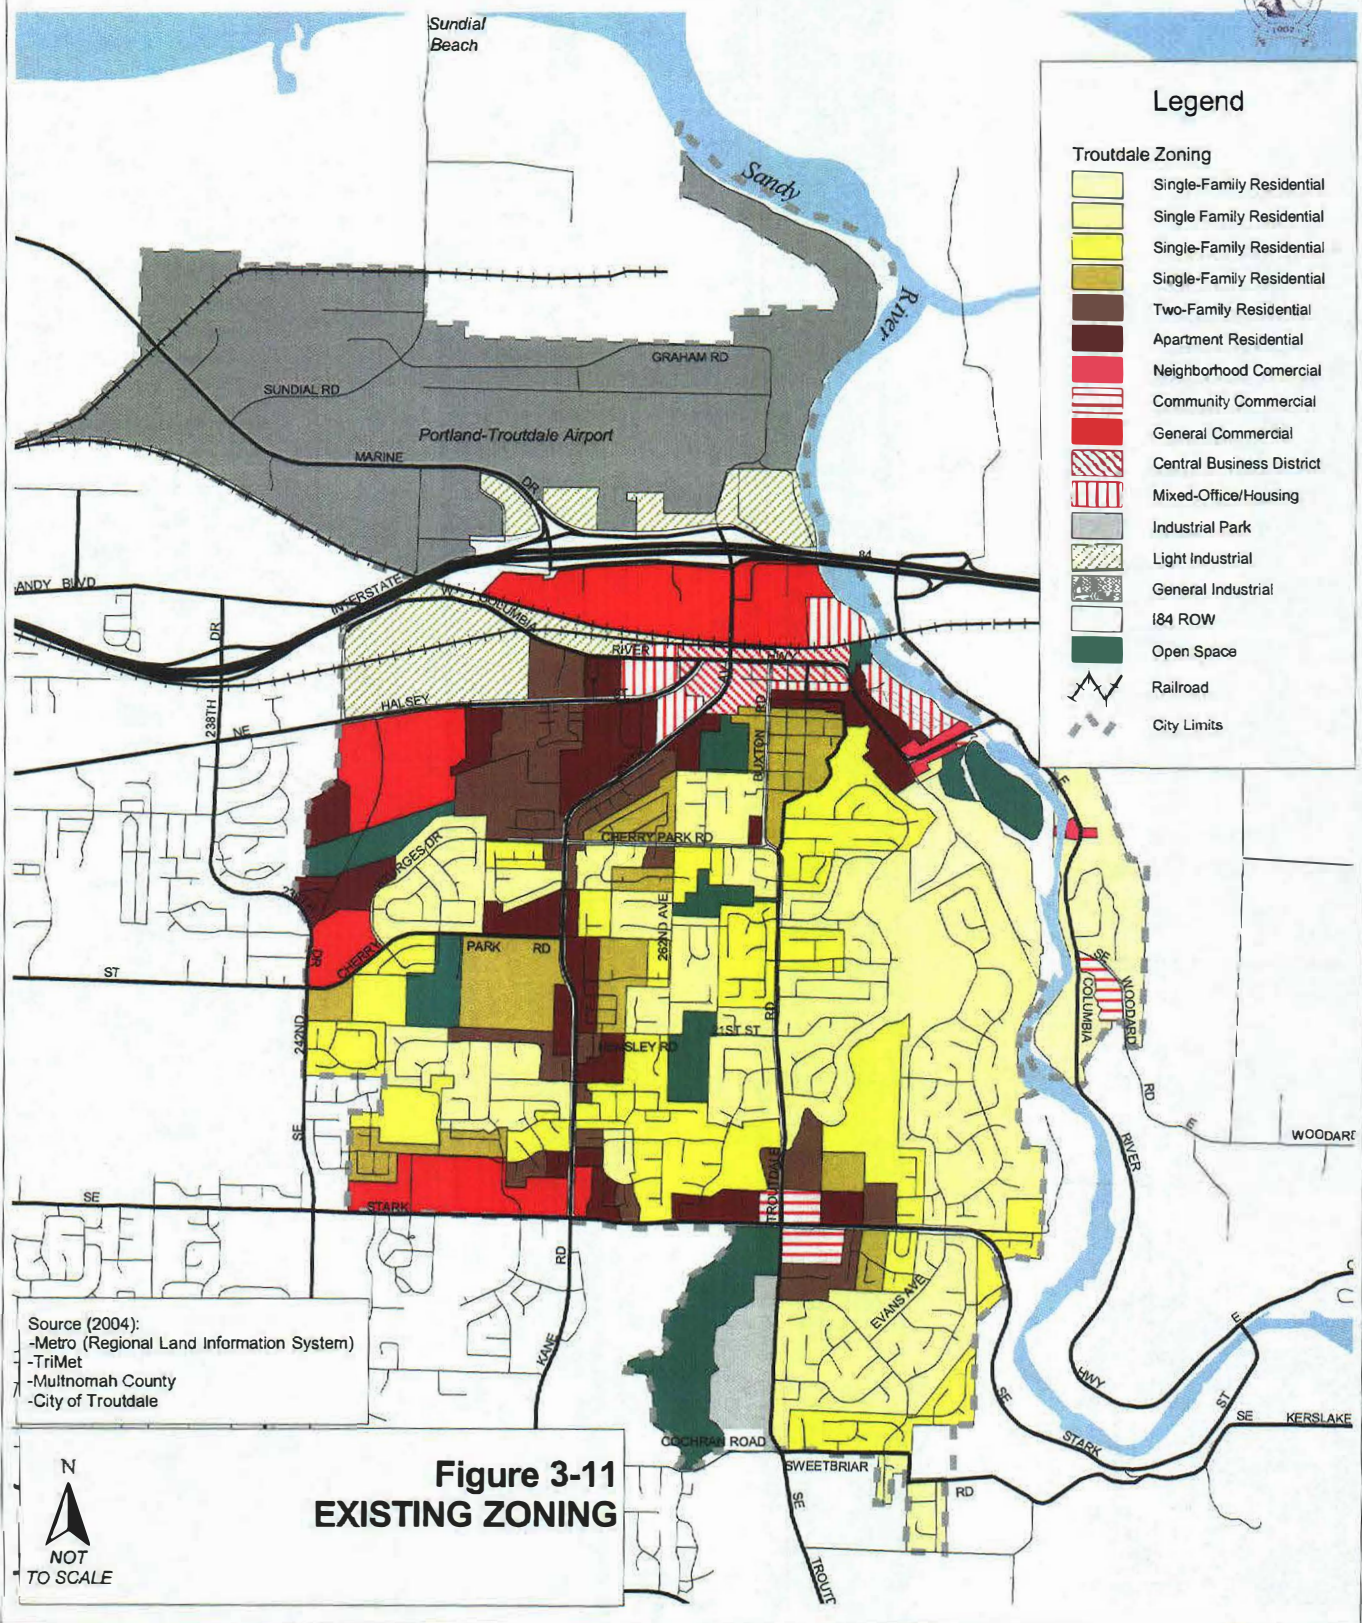 1907
Sundial
Beach
Legend
Troutdale Zoning
Single-Family Residential
Single Family Residential
Single-Family Residential
Single-Family Residential
Two-Family Residential
Apartment Residential
Neighborhood Comercial
Community Commercial
General Commercial
Central Business District
Mixed-Office/Housing
Industrial Park
Light Industrial
General Industrial
I84 ROW
Open Space
Railroad
City Limits
Sandy
River
GRAHAM RD
SUNDIAL RD
Portland-Troutdale Airport
MARINE
DR
84
ANDY BLVD
INTERSTATE
W COLUMBIA
RIVER
HWY
DR
238TH
NE
HALSEY
ST
BUXTON
RD
CHERRY PARK RD
STURGES DR
262ND AVE
ST
DR
CHERRY
PARK RD
RD
21ST ST
HENSLEY RD
242ND
SE
SE
COLUMBIA
WOODARD
RD
E
WOODARD
RIVER
SE
STARK
TROUTDALE
RD
KANE
EVANS AVE
HWY
E
ST
SE
KERSLAKE
SE
STARK
COCHRAN ROAD
SWEETBRIAR
RD
SE
TROUTD
Source (2004):
-Metro (Regional Land Information System)
-TriMet
-Multnomah County
-City of Troutdale
N
NOT
TO SCALE
Figure 3-11
EXISTING ZONING